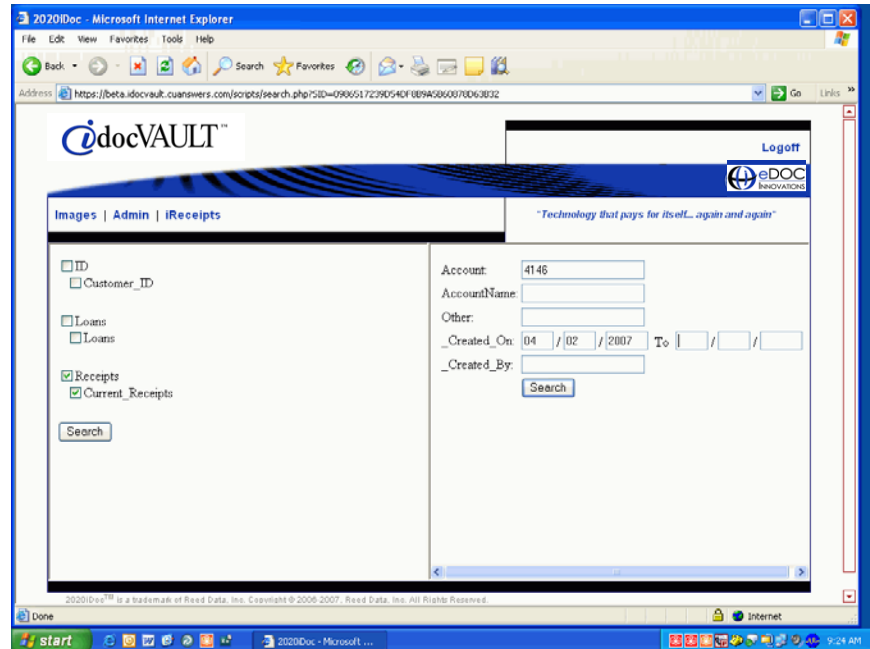 2020IDoc - Microsoft Internet Explorer
File Edit View Favorites Tools Help
Back Search Favorites
Address https://beta.idocvault.cuanswers.com/scripts/search.php? Go Links »
idocVAULT™
Logoff
eDOC
INNOVATIONS
Images | Admin | iReceipts
"Technology that pays for itself... again and again"
ID
Customer_ID
Loans
Loans
Receipts
Current_Receipts
Search
Account: 4146
AccountName:
Other:
_Created_On: 04 / 02 / 2007 To / /
_Created_By:
Search
2020IDoc™ is a trademark of Reed Data, Inc. Copyright © 2006-2007, Reed Data, Inc. All Rights Reserved.
Done Internet
start 2020IDoc - Microsoft ... 9:24 AM